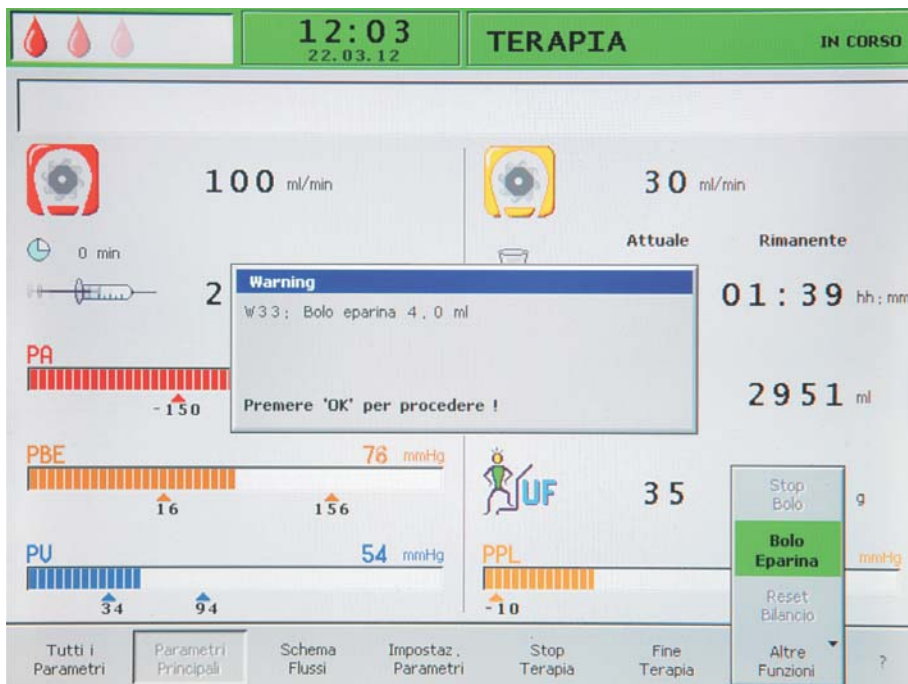 12:03
22.03.12
TERAPIA
IN CORSO
100 ml/min
30 ml/min
Attuale
Rimanente
0 min
2
01:39 hh:mm
Warning
W33: Bolo eparina 4,0 ml
Premere 'OK' per procedere !
PA
-150
2951 ml
PBE
76 mmHg
16
156
UF
35
g
Stop
Bolo
Bolo
Eparina
Reset
Bilancio
Altre
Funzioni
PV
54 mmHg
34
94
PPL
mmHg
-10
Tutti i
Parametri
Parametri
Principali
Schema
Flussi
Impostaz.
Parametri
Stop
Terapia
Fine
Terapia
?